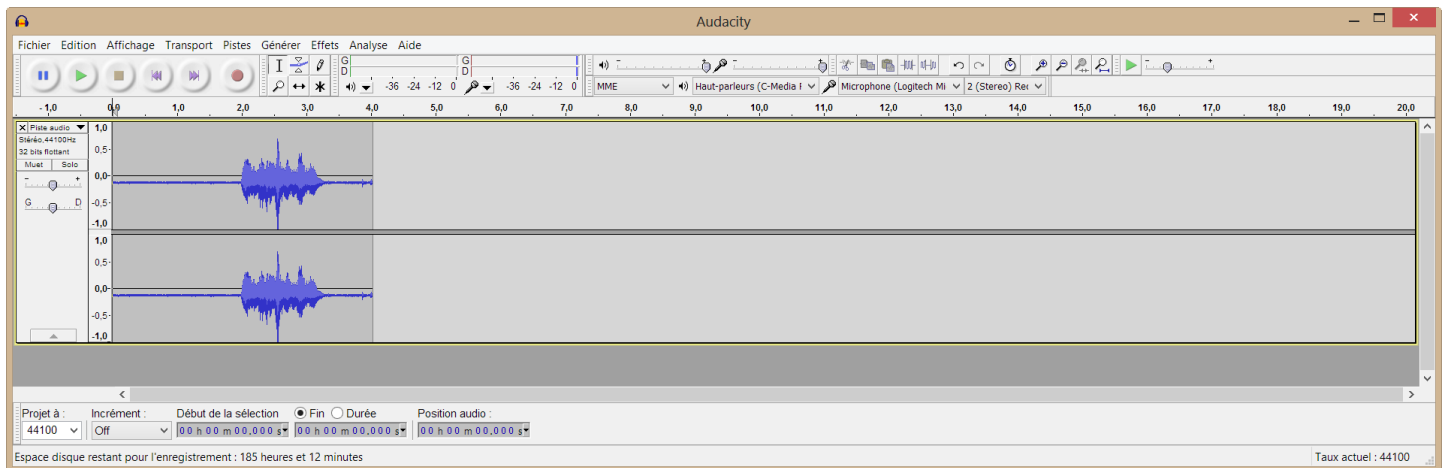 Audacity
Fichier Edition Affichage Transport Pistes Générer Effets Analyse Aide
G
D
-36 -24 -12 0
G
D
-36 -24 -12 0
MME
Haut-parleurs (C-Media
Microphone (Logitech Mi
2 (Stereo) Rec
- 1,0 0,0 1,0 2,0 3,0 4,0 5,0 6,0 7,0 8,0 9,0 10,0 11,0 12,0 13,0 14,0 15,0 16,0 17,0 18,0 19,0 20,0
Piste audio
Stéréo,44100Hz
32 bits flottant
Muet Solo
- +
G D
1,0
0,5
0,0
-0,5
-1,0
1,0
0,5
0,0
-0,5
-1,0
Projet à : Incrément : Début de la sélection Fin Durée Position audio :
44100 Off 00 h 00 m 00,000 s 00 h 00 m 00,000 s 00 h 00 m 00,000 s
Espace disque restant pour l'enregistrement : 185 heures et 12 minutes Taux actuel : 44100